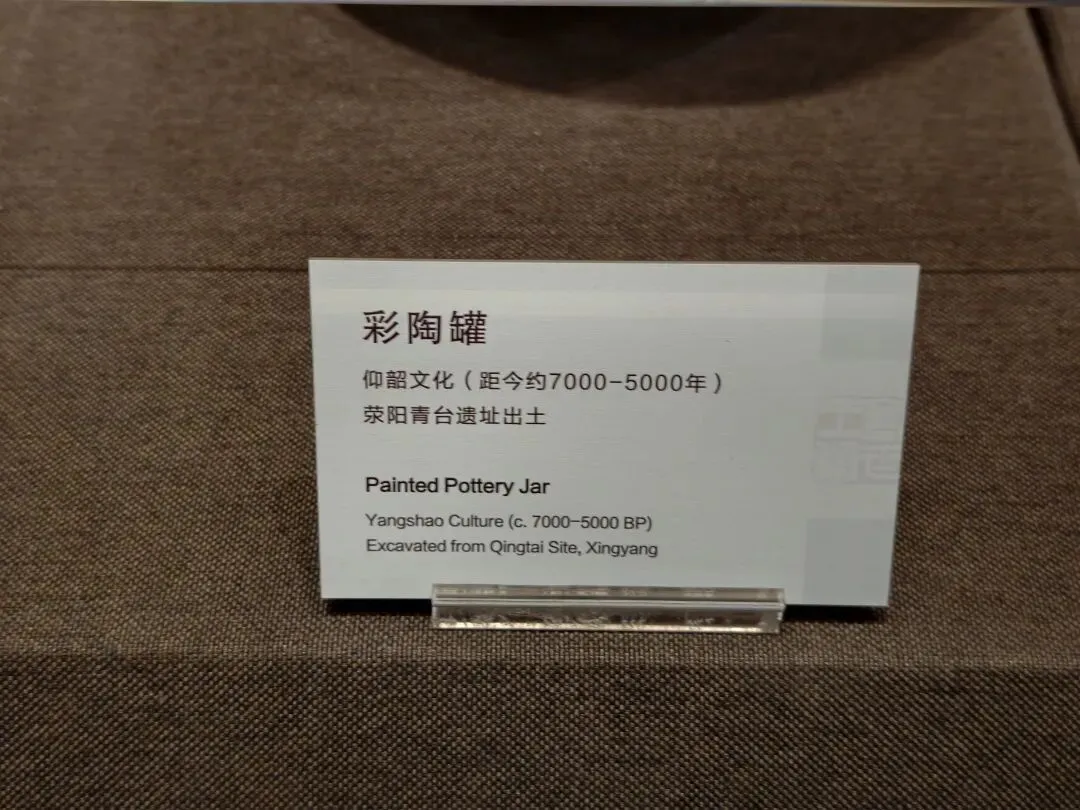 彩陶罐
仰韶文化（距今约7000-5000年）
荥阳青台遗址出土
Painted Pottery Jar
Yangshao Culture (c. 7000-5000 BP)
Excavated from Qingtai Site, Xingyang